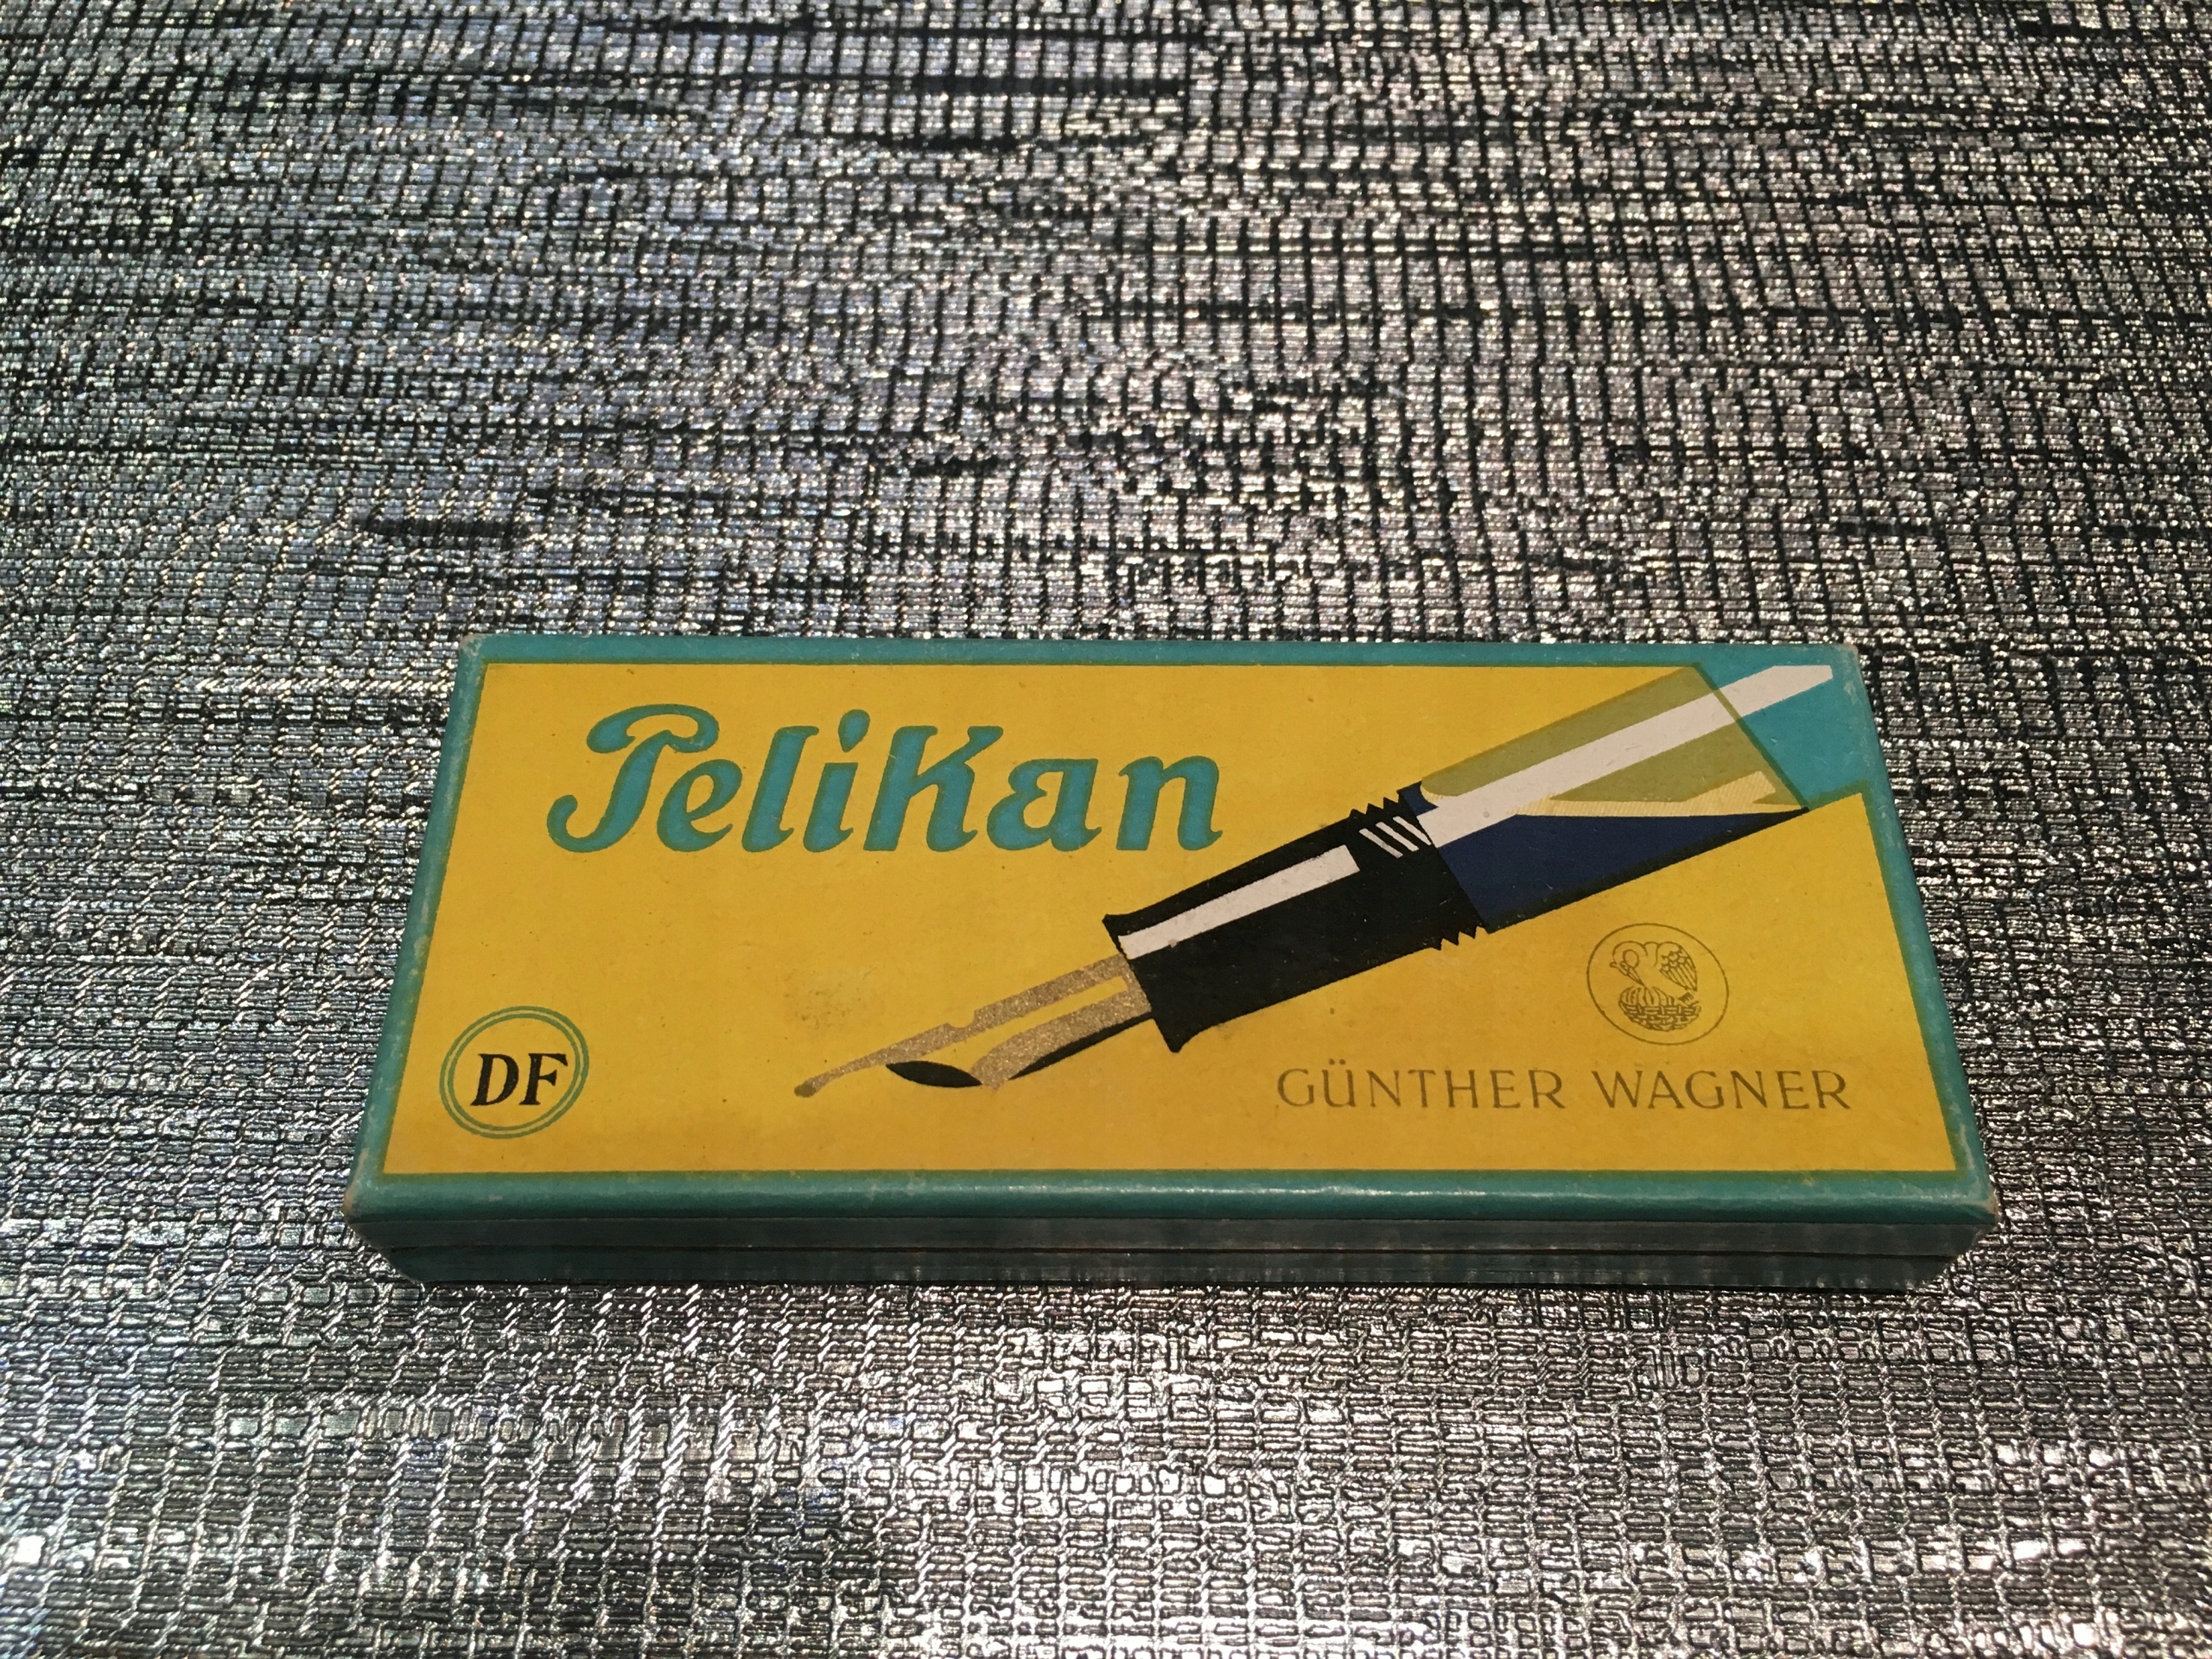 Pelikan
DF
GÜNTHER WAGNER